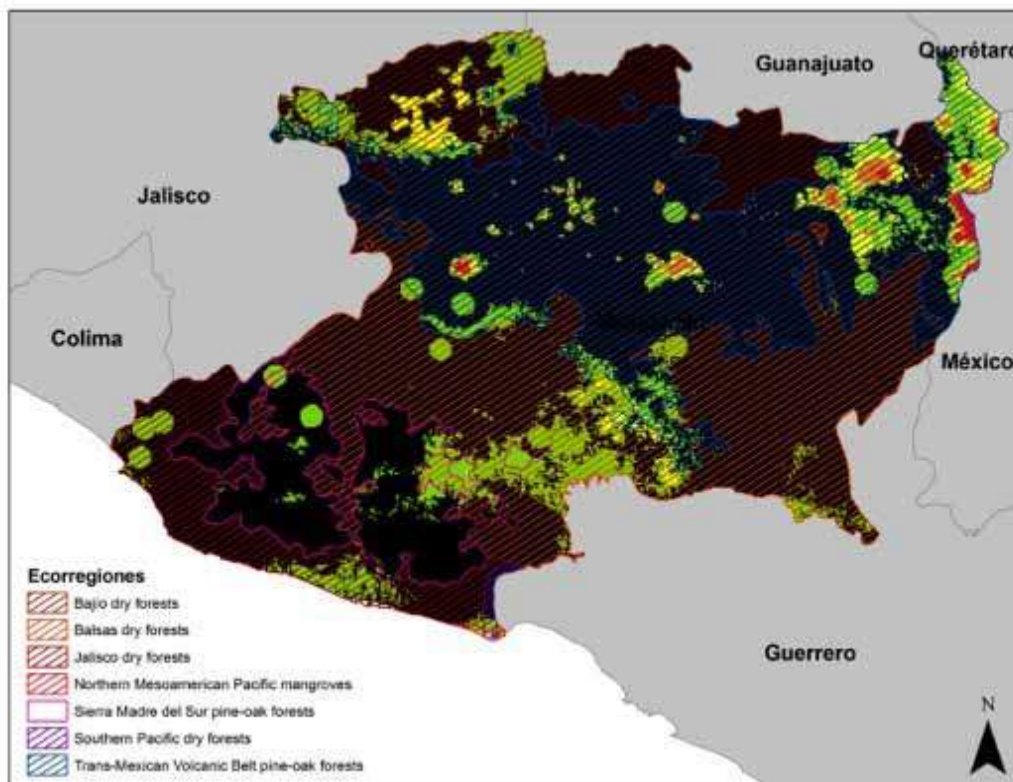 Guanajuato
Querétaro
Jalisco
Colima
México
Guerrero
Ecorregiones
Bajío dry forests
Balsas dry forests
Jalisco dry forests
Northern Mesoamerican Pacific mangroves
Sierra Madre del Sur pine-oak forests
Southern Pacific dry forests
Trans-Mexican Volcanic Belt pine-oak forests
N